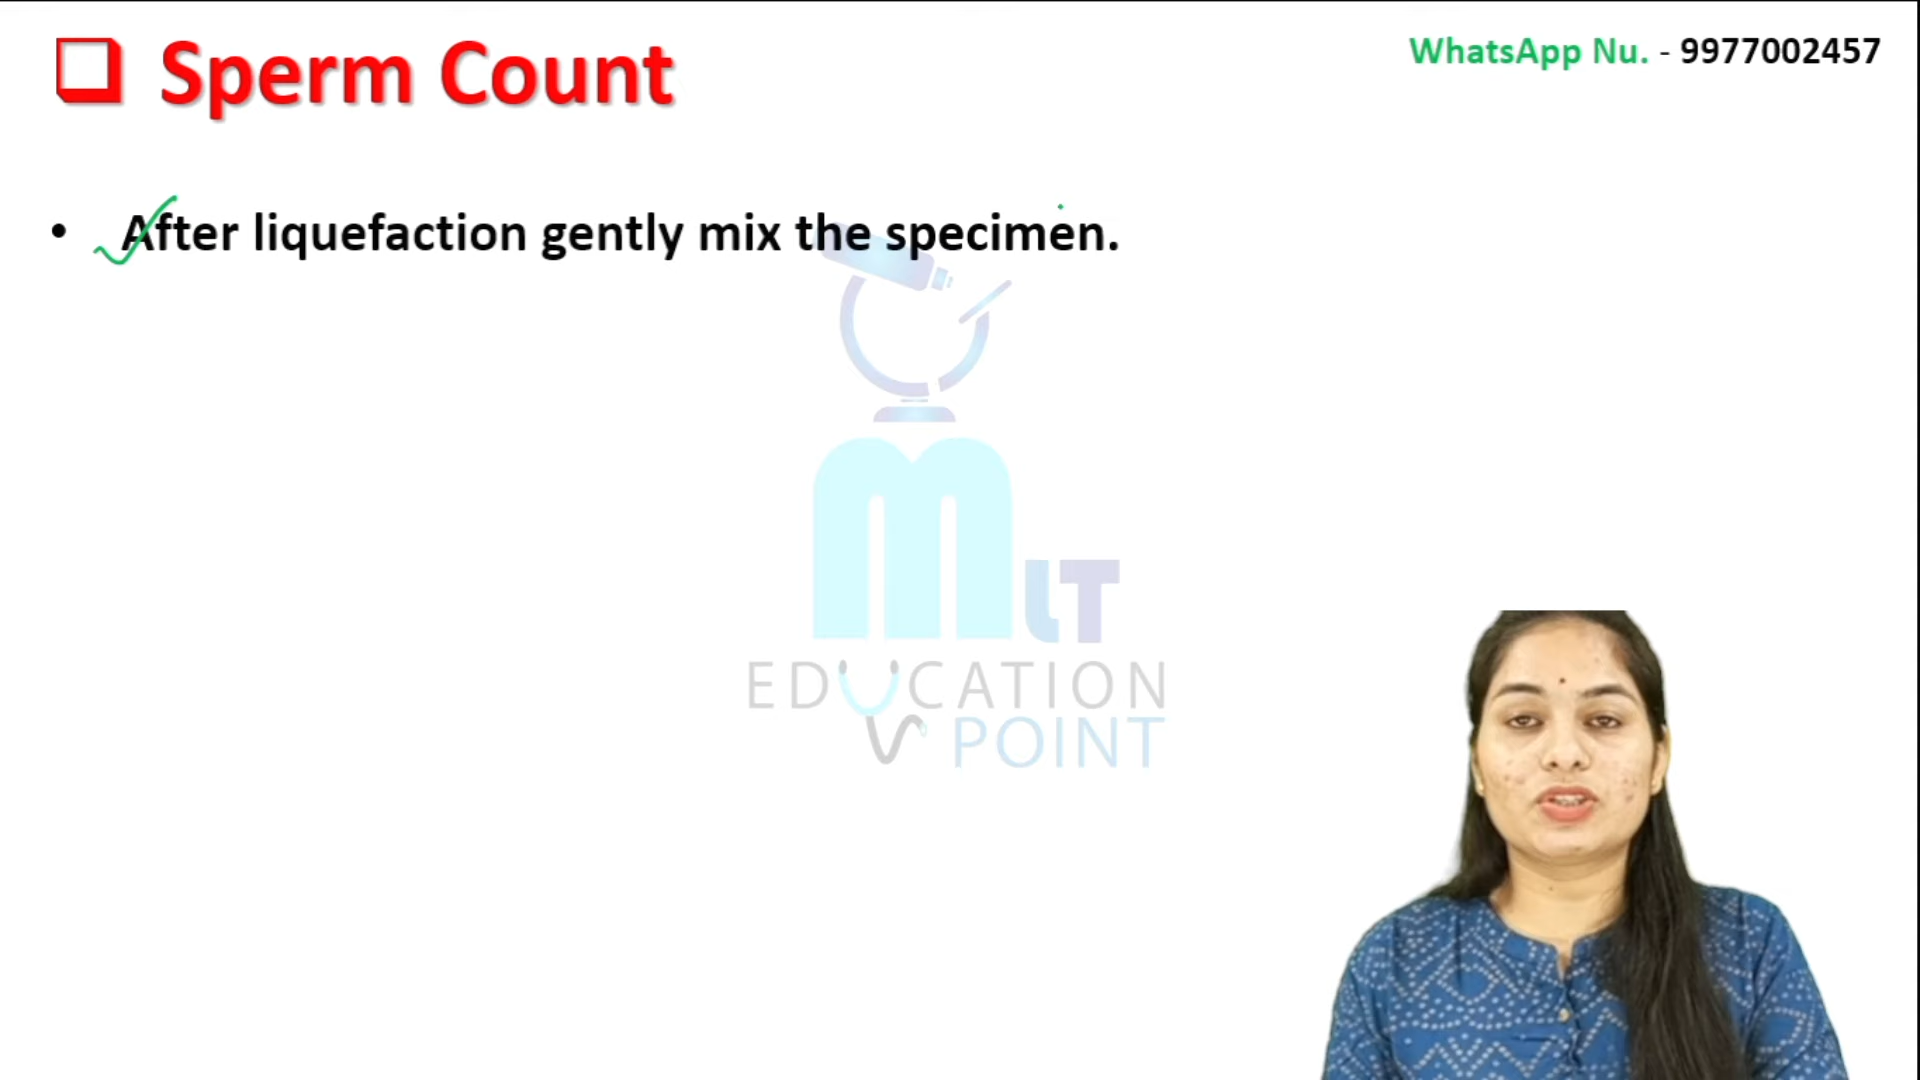 Sperm Count
WhatsApp Nu. - 9977002457
• After liquefaction gently mix the specimen.
MLT
EDUCATION
POINT